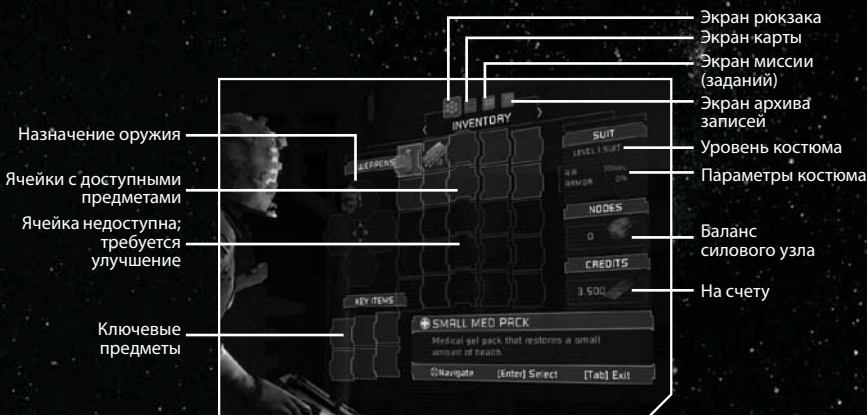 Экран рюкзака
Экран карты
Экран миссии
(заданий)
Экран архива
записей
Уровень костюма
Параметры костюма
Баланс
силового узла
На счету
Назначение оружия
Ячейки с доступными
предметами
Ячейка недоступна;
требуется
улучшение
Ключевые
предметы
INVENTORY
WEAPONS
SUIT
LEVEL 1 SUIT
AIR
ARMOR 0%
NODES
0
CREDITS
3,500
KEY ITEMS
SMALL MED PACK
Medical gel pack that restores a small
amount of health
Navigate [Enter] Select [Tab] Exit